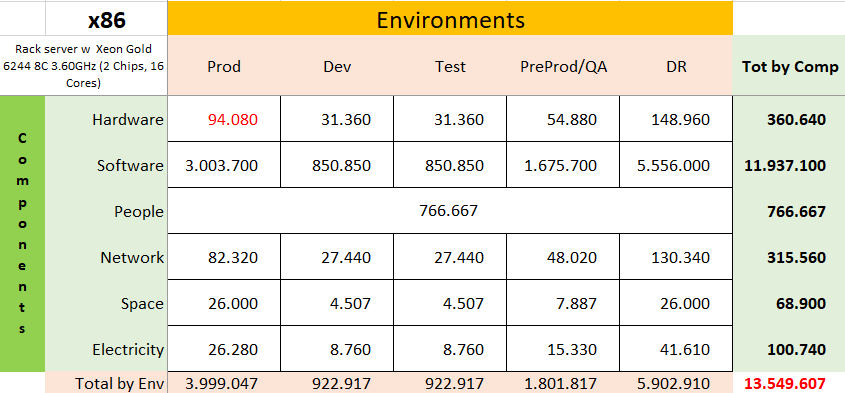 x86 Environments
Rack server w Xeon Gold
6244 8C 3.60GHz (2 Chips, 16
Cores)
Prod Dev Test PreProd/QA DR Tot by Comp
Components
Hardware 94.080 31.360 31.360 54.880 148.960 360.640
Software 3.003.700 850.850 850.850 1.675.700 5.556.000 11.937.100
People 766.667 766.667
Network 82.320 27.440 27.440 48.020 130.340 315.560
Space 26.000 4.507 4.507 7.887 26.000 68.900
Electricity 26.280 8.760 8.760 15.330 41.610 100.740
Total by Env 3.999.047 922.917 922.917 1.801.817 5.902.910 13.549.607